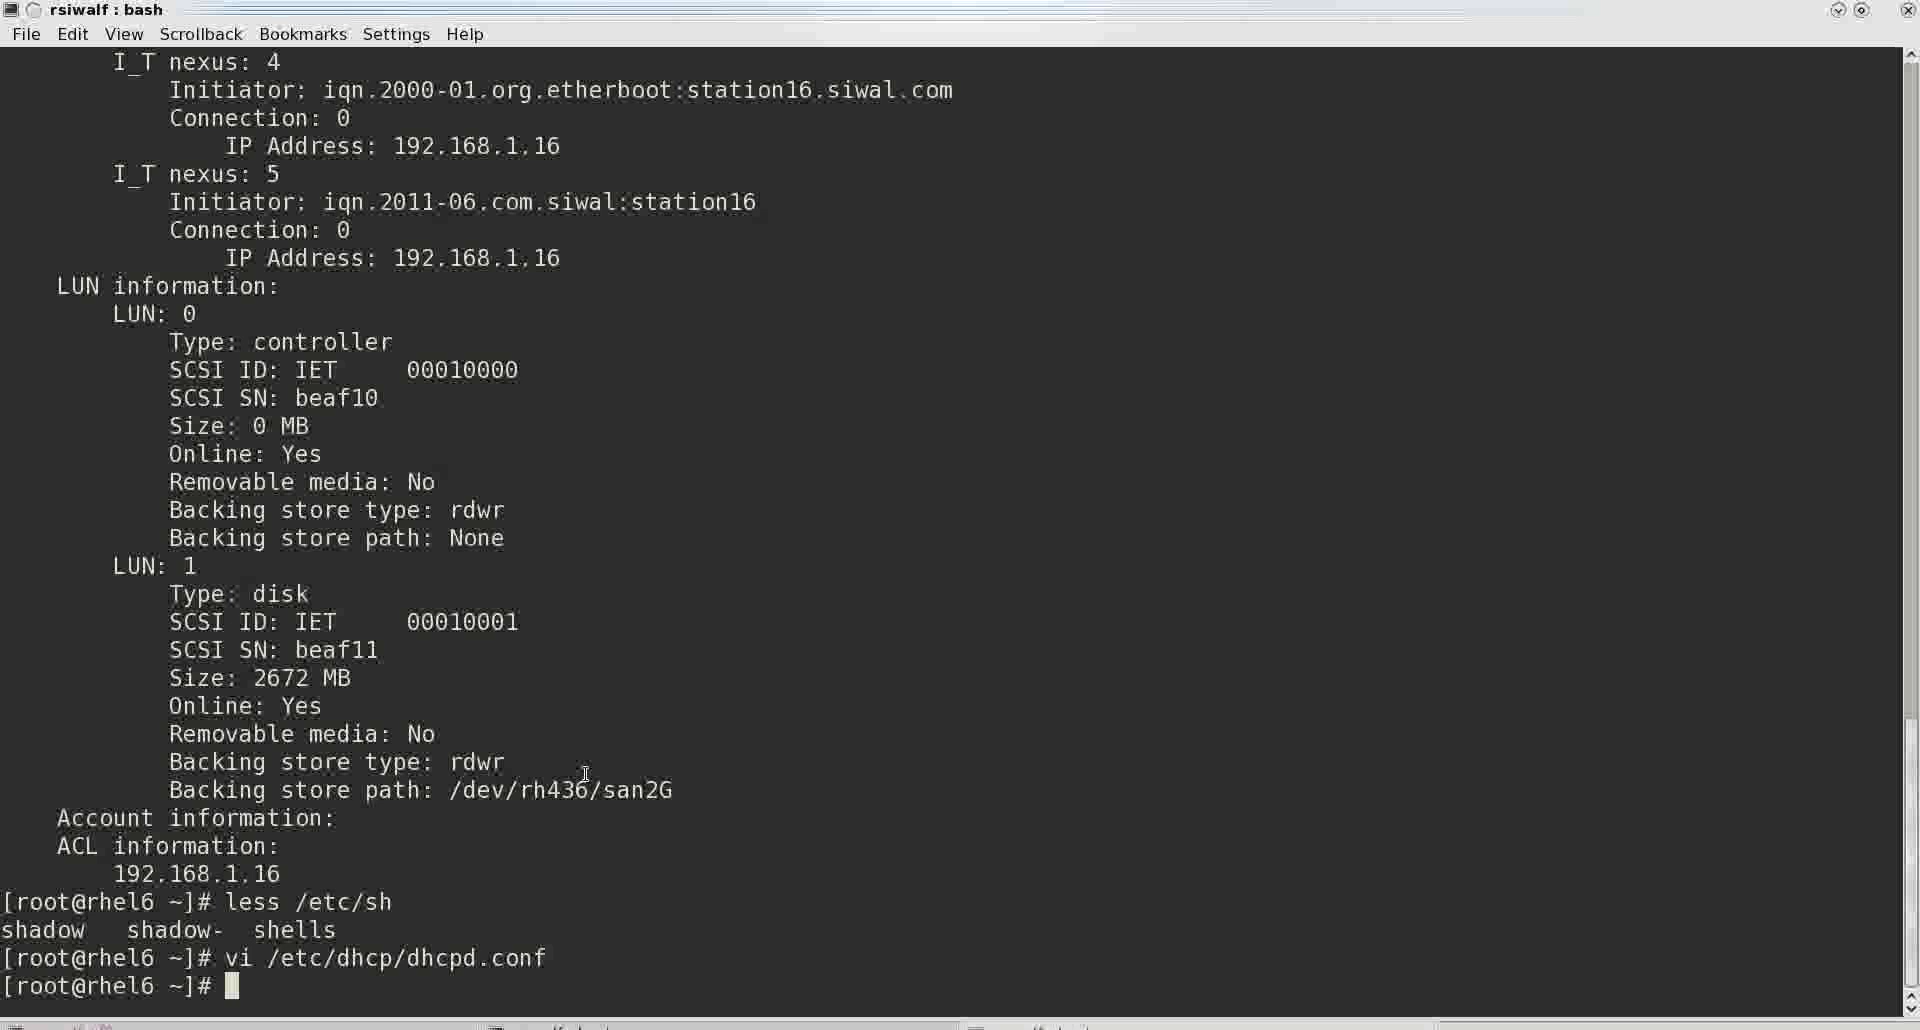 rsiwalf : bash
File Edit View Scrollback Bookmarks Settings Help
I_T nexus: 4
Initiator: iqn.2000-01.org.etherboot:station16.siwal.com
Connection: 0
IP Address: 192.168.1.16
I_T nexus: 5
Initiator: iqn.2011-06.com.siwal:station16
Connection: 0
IP Address: 192.168.1.16
LUN information:
LUN: 0
Type: controller
SCSI ID: IET     00010000
SCSI SN: beaf10
Size: 0 MB
Online: Yes
Removable media: No
Backing store type: rdwr
Backing store path: None
LUN: 1
Type: disk
SCSI ID: IET     00010001
SCSI SN: beaf11
Size: 2672 MB
Online: Yes
Removable media: No
Backing store type: rdwr
Backing store path: /dev/rh436/san2G
Account information:
ACL information:
192.168.1.16
[root@rhel6 ~]# less /etc/sh
shadow   shadow-  shells
[root@rhel6 ~]# vi /etc/dhcp/dhcpd.conf
[root@rhel6 ~]#